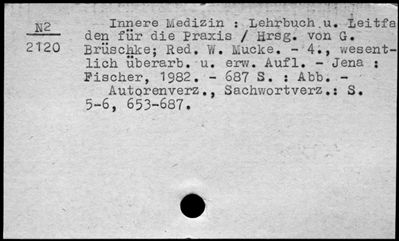 N2
2120
Innere Medizin : Lehrbuch u. Leitfa
den für die Praxis / Hrsg. von G.
Brüschke; Red. W. Mucke. - 4., wesent-
lich überarb. u. erw. Aufl. - Jena :
Fischer, 1982. - 687 S. : Abb. -
Autorenverz., Sachwortverz.: S.
5-6, 653-687.